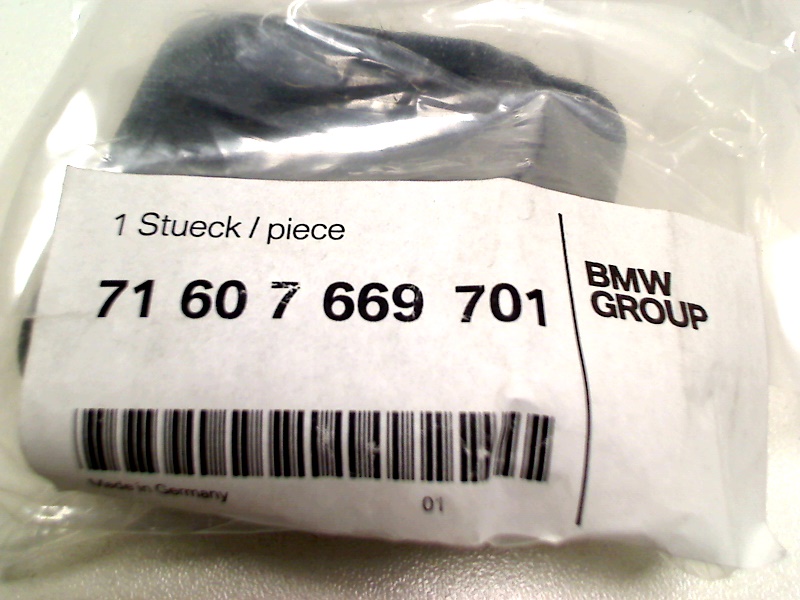 1 Stueck / piece
71 60 7 669 701
BMW
GROUP
Made in Germany
01